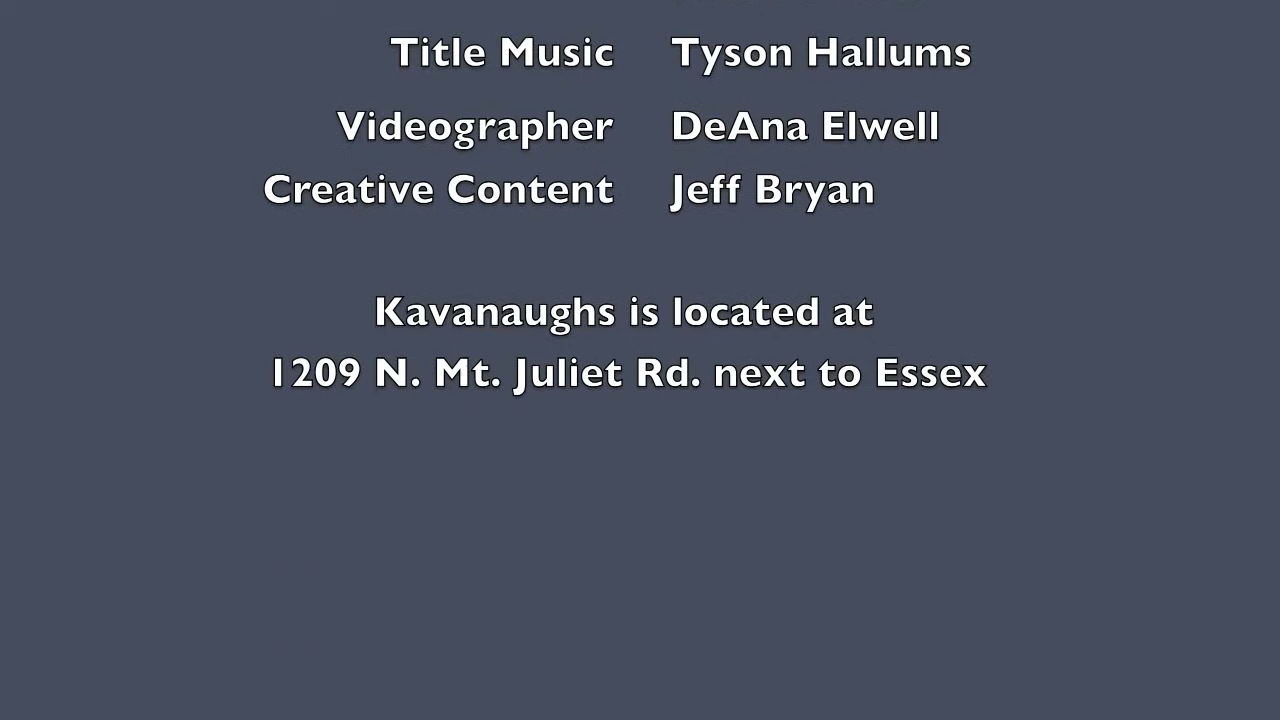 Title Music Tyson Hallums
Videographer DeAna Elwell
Creative Content Jeff Bryan
Kavanaughs is located at
1209 N. Mt. Juliet Rd. next to Essex